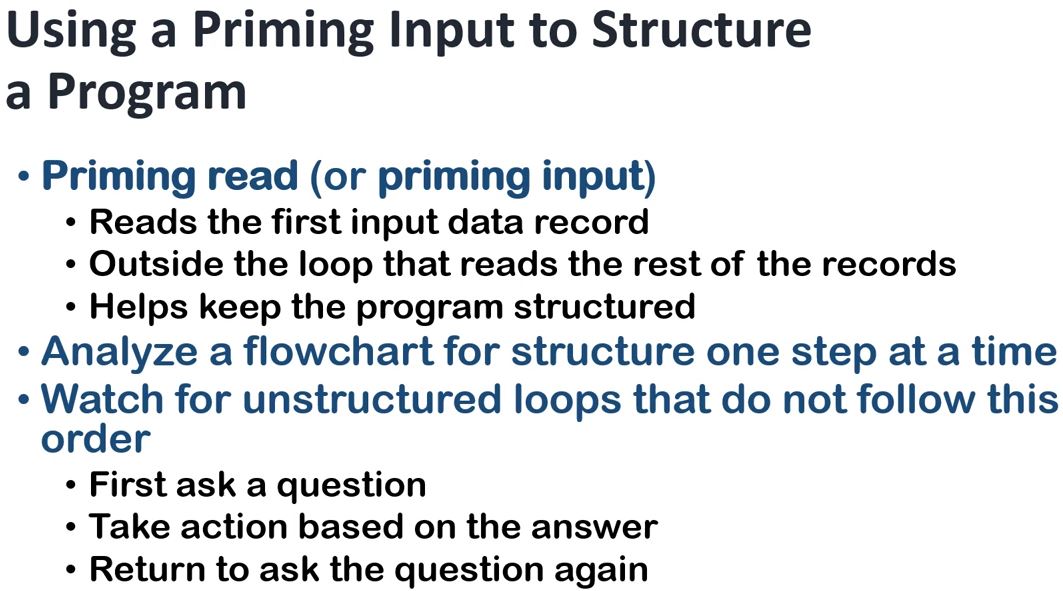 Using a Priming Input to Structure
a Program
• Priming read (or priming input)
• Reads the first input data record
• Outside the loop that reads the rest of the records
• Helps keep the program structured
• Analyze a flowchart for structure one step at a time
• Watch for unstructured loops that do not follow this
order
• First ask a question
• Take action based on the answer
• Return to ask the question again